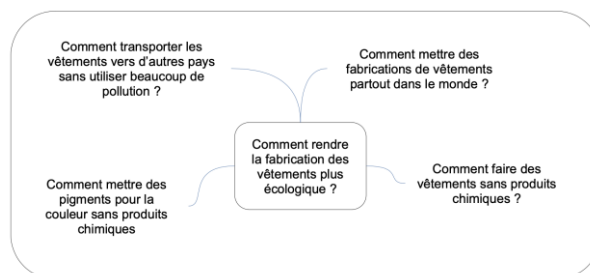 Comment transporter les
vêtements vers d'autres pays
sans utiliser beaucoup de
pollution ?
Comment mettre des
fabrications de vêtements
partout dans le monde ?
Comment rendre
la fabrication des
vêtements plus
écologique ?
Comment mettre des
pigments pour la
couleur sans produits
chimiques
Comment faire des
vêtements sans produits
chimiques ?